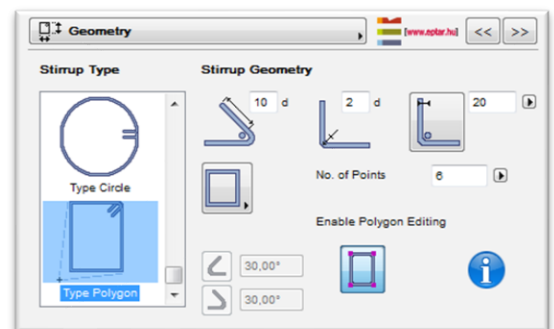 Geometry
[www.eptar.hu] << >>
Stirrup Type
Stirrup Geometry
10 d 2 d 20
Type Circle
No. of Points 6
Enable Polygon Editing
Type Polygon
30,00°
30,00°